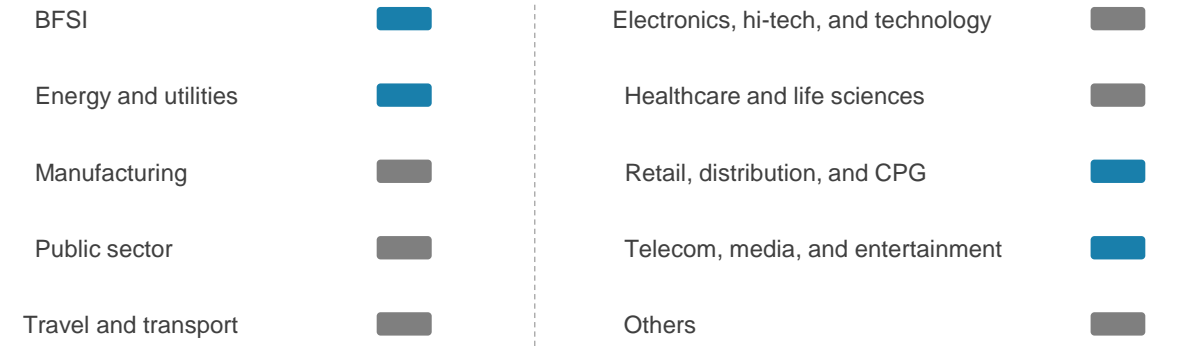 BFSI
Energy and utilities
Manufacturing
Public sector
Travel and transport
Electronics, hi-tech, and technology
Healthcare and life sciences
Retail, distribution, and CPG
Telecom, media, and entertainment
Others